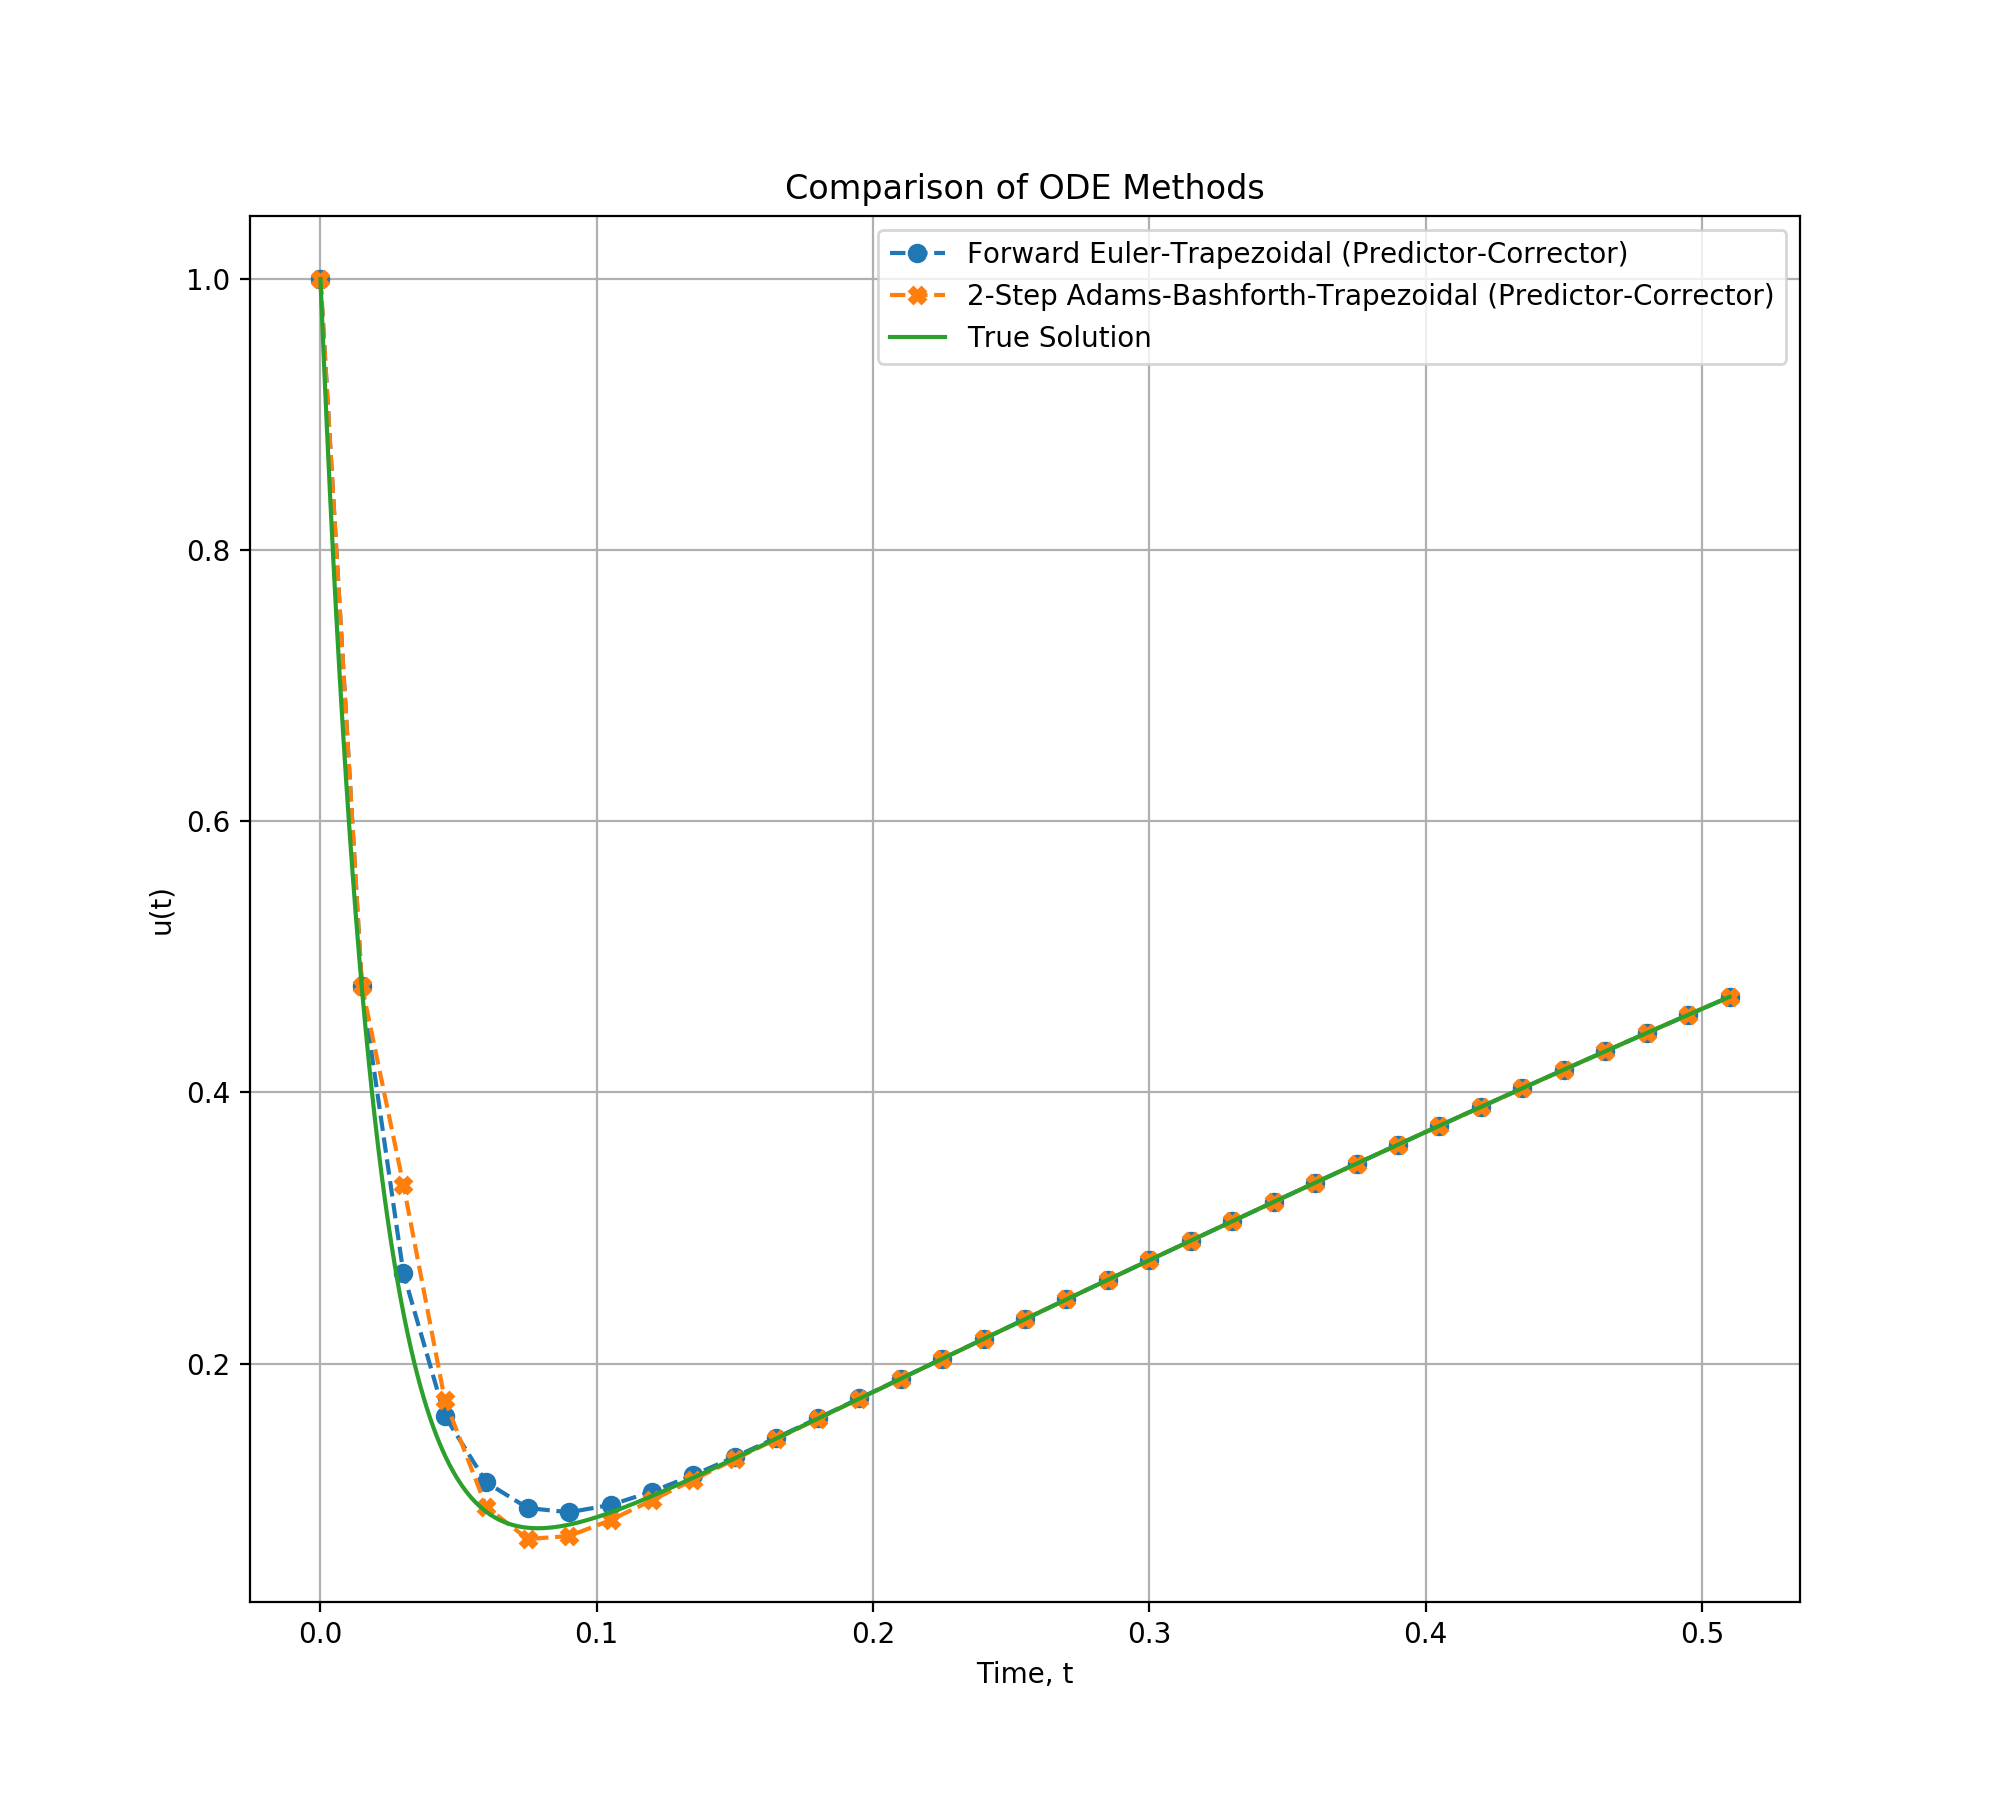 Comparison of ODE Methods
Forward Euler-Trapezoidal (Predictor-Corrector)
2-Step Adams-Bashforth-Trapezoidal (Predictor-Corrector)
True Solution
1.0
0.8
0.6
0.4
0.2
u(t)
0.0 0.1 0.2 0.3 0.4 0.5
Time, t